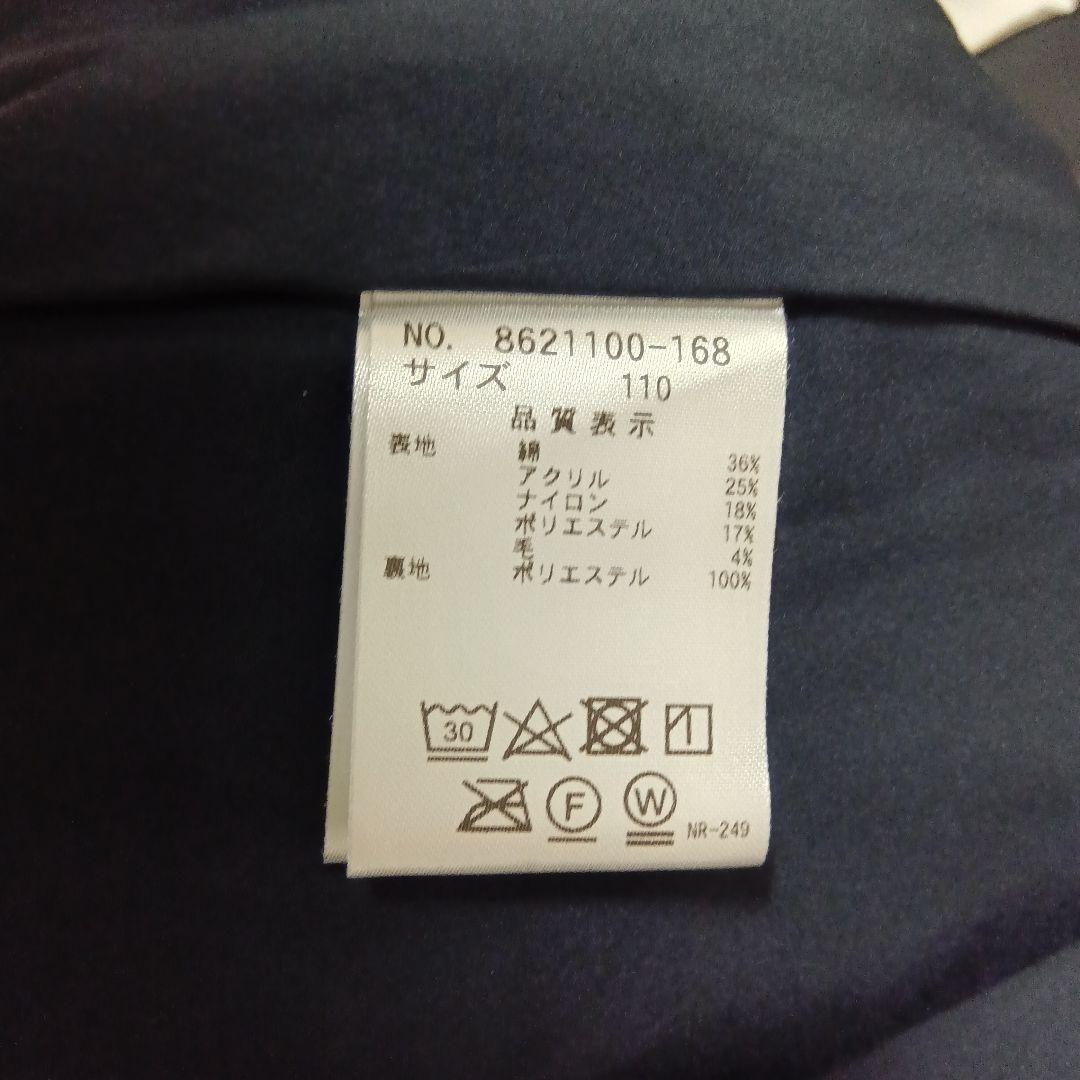 NO. 8621100-168
サイズ 110
品質表示
表地 綿 36%
アクリル 25%
ナイロン 18%
ポリエステル 17%
毛 4%
裏地 ポリエステル 100%
30
F W NR-249